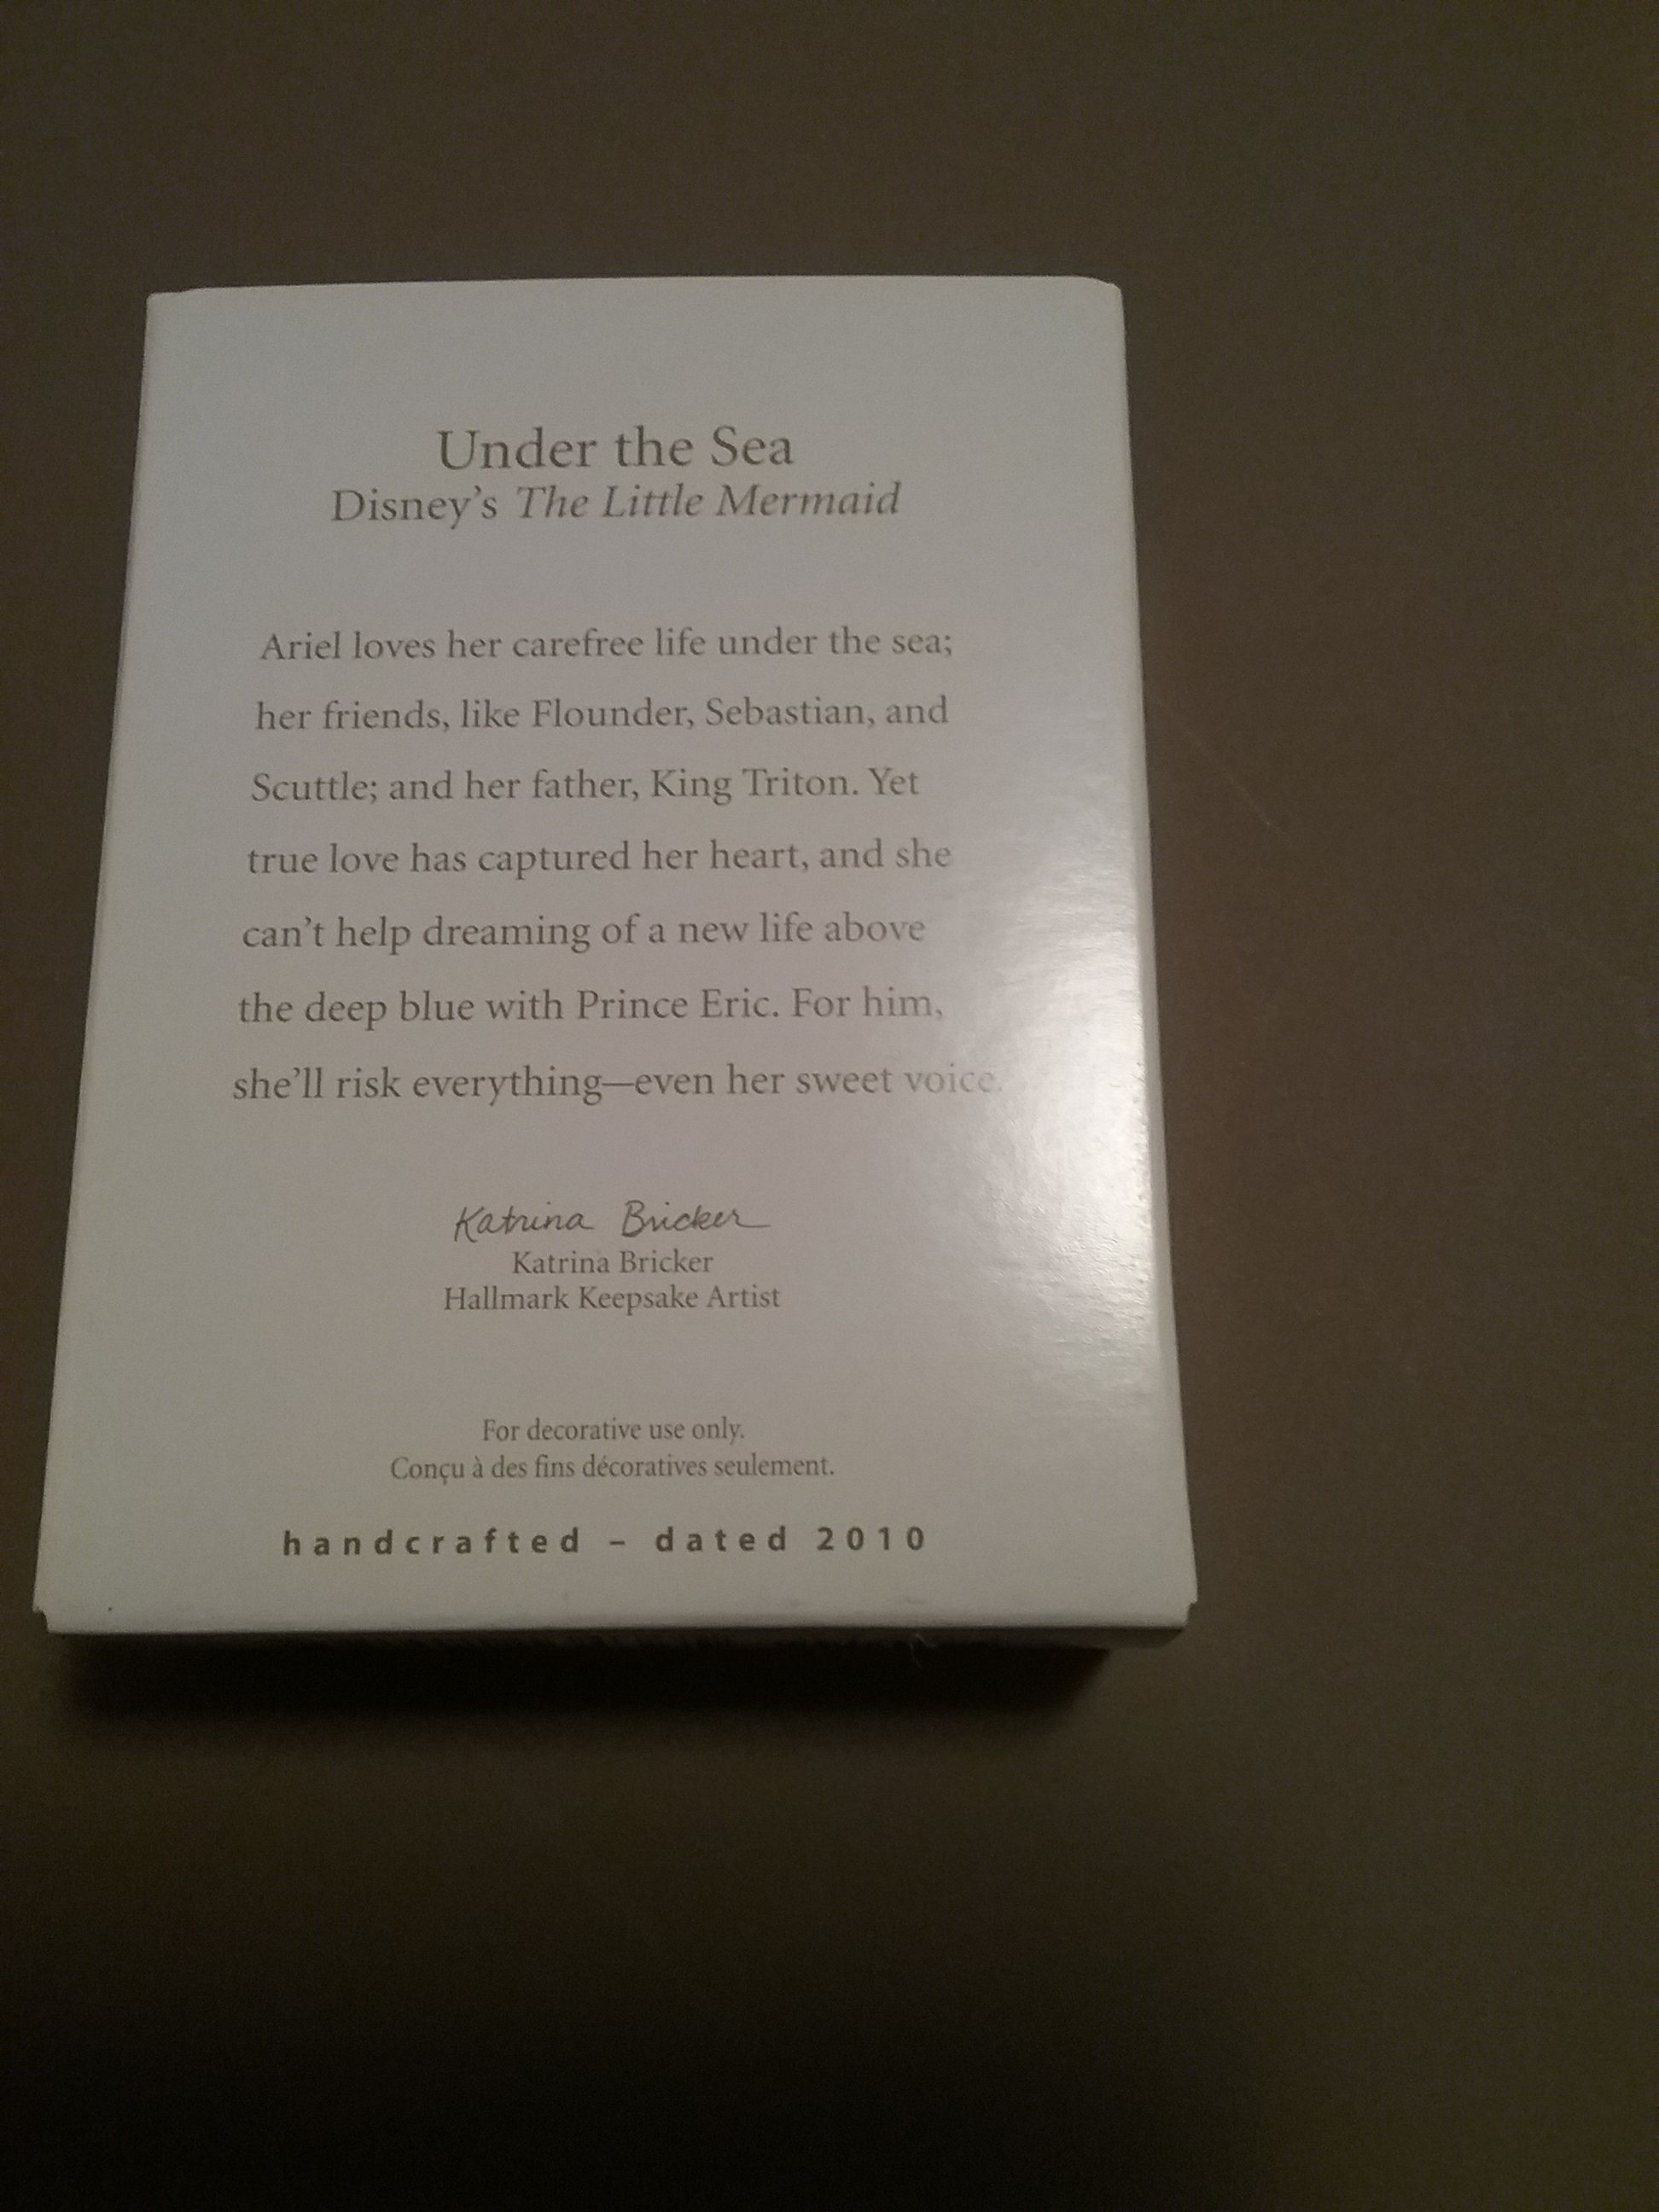 Under the Sea
Disney's The Little Mermaid
Ariel loves her carefree life under the sea;
her friends, like Flounder, Sebastian, and
Scuttle; and her father, King Triton. Yet
true love has captured her heart, and she
can't help dreaming of a new life above
the deep blue with Prince Eric. For him,
she'll risk everything—even her sweet voice.
Katrina Bricker
Katrina Bricker
Hallmark Keepsake Artist
For decorative use only.
Conçu à des fins décoratives seulement.
handcrafted – dated 2010